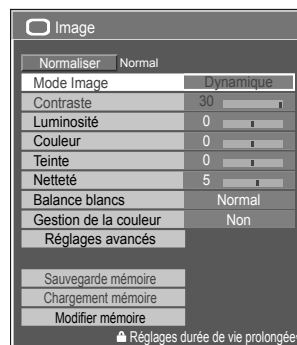 Image
Normaliser Normal
Mode Image Dynamique
Contraste 30
Luminosité 0
Couleur 0
Teinte 0
Netteté 5
Balance blancs Normal
Gestion de la couleur Non
Réglages avancés
Sauvegarde mémoire
Chargement mémoire
Modifier mémoire
Réglages durée de vie prolongée